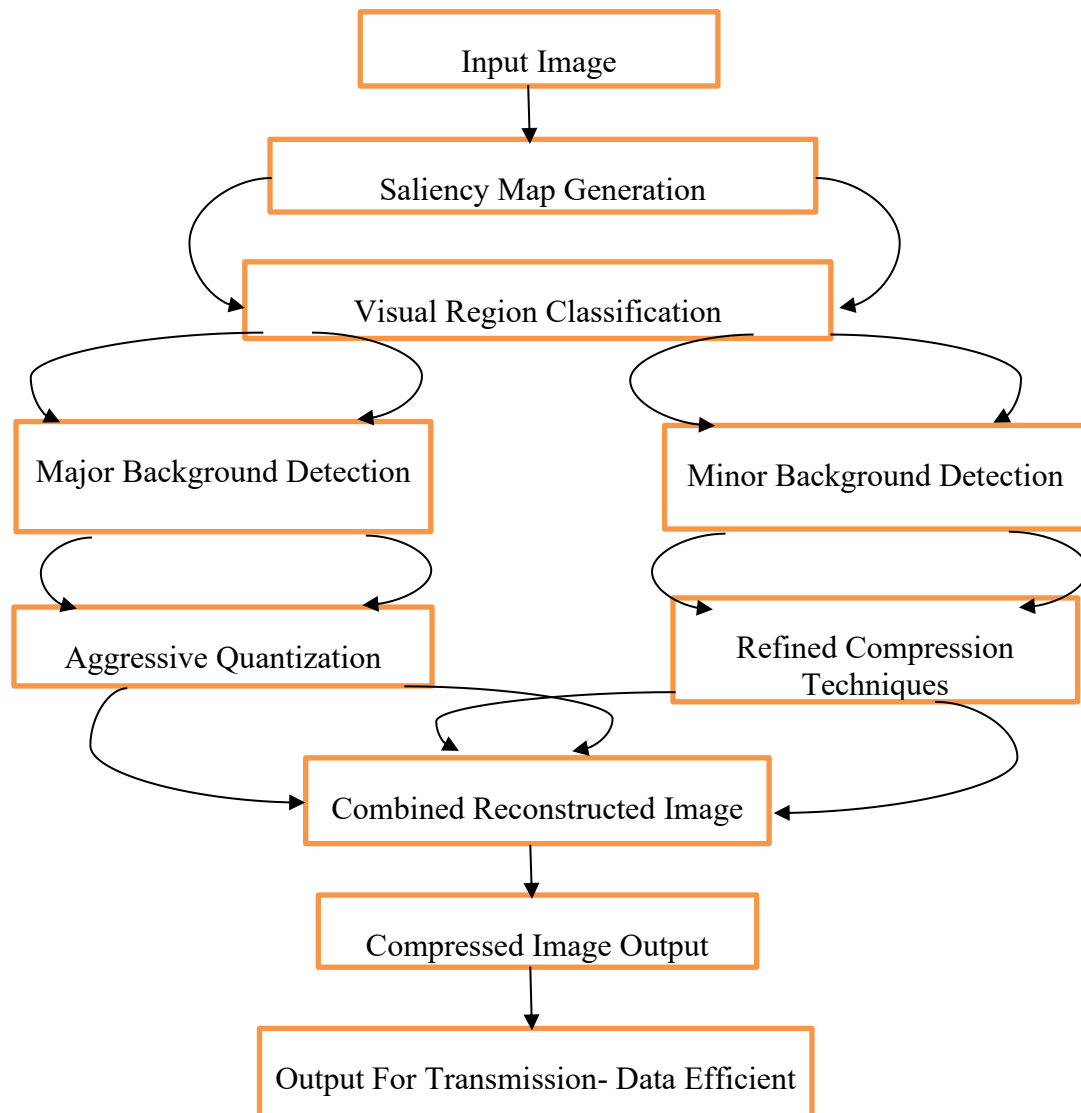 Input Image
Saliency Map Generation
Visual Region Classification
Major Background Detection
Minor Background Detection
Aggressive Quantization
Refined Compression
Techniques
Combined Reconstructed Image
Compressed Image Output
Output For Transmission- Data Efficient